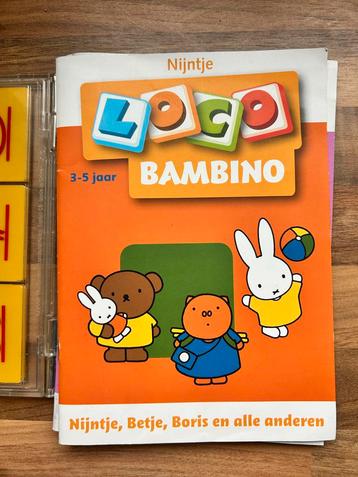 Nijntje
LOCO
BAMBINO
3-5 jaar
Nijntje, Betje, Boris en alle anderen